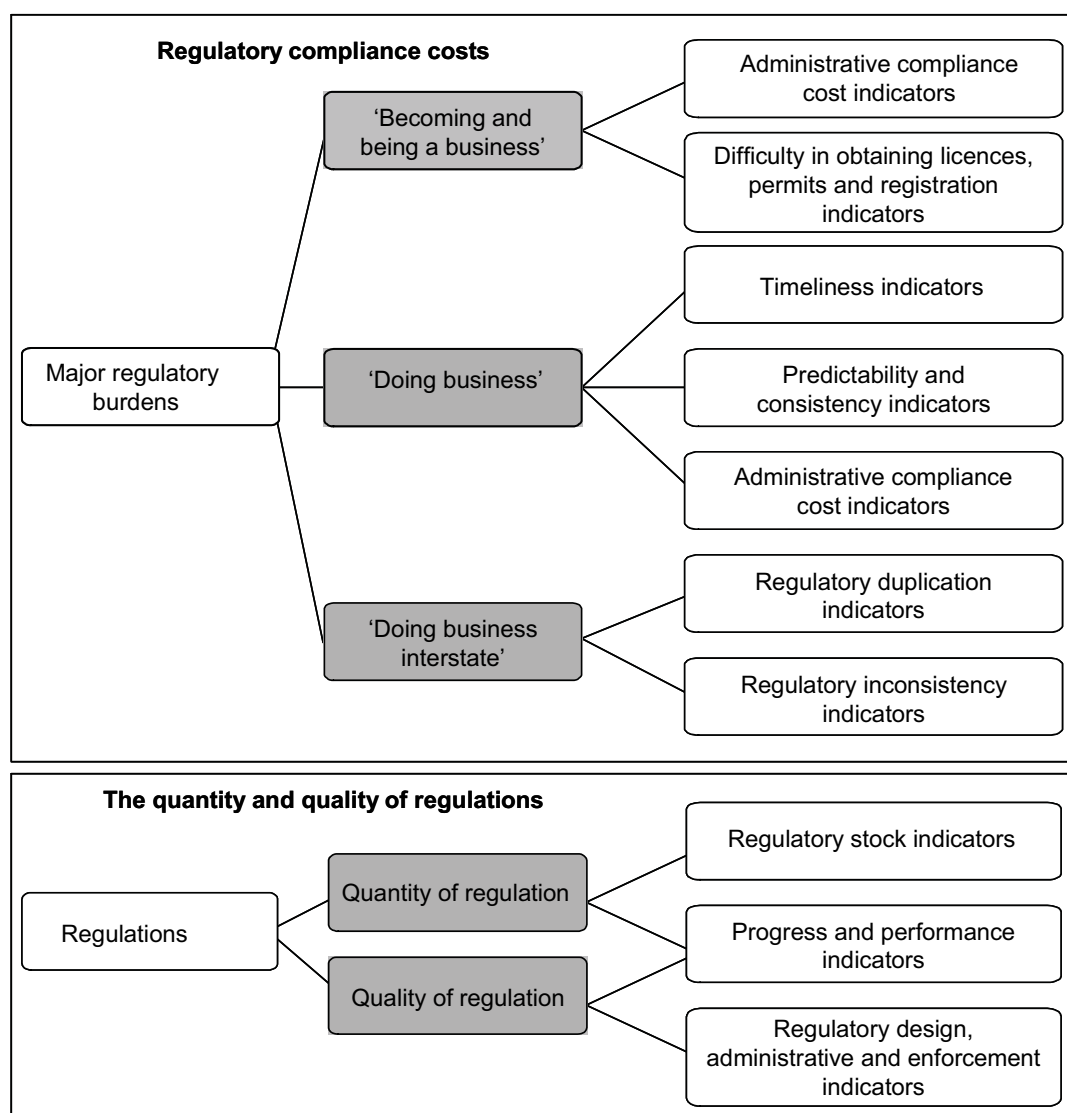 Regulatory compliance costs
‘Becoming and
being a business’
Administrative compliance
cost indicators
Difficulty in obtaining licences,
permits and registration
indicators
Major regulatory
burdens
‘Doing business’
Timeliness indicators
Predictability and
consistency indicators
Administrative compliance
cost indicators
‘Doing business
interstate’
Regulatory duplication
indicators
Regulatory inconsistency
indicators
The quantity and quality of regulations
Regulations
Quantity of regulation
Quality of regulation
Regulatory stock indicators
Progress and performance
indicators
Regulatory design,
administrative and enforcement
indicators